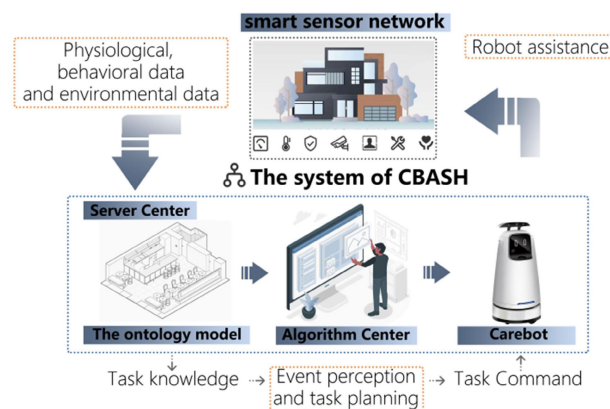 smart sensor network
Physiological,
behavioral data
and environmental data
Robot assistance
The system of CBASH
Server Center
The ontology model
Algorithm Center
Carebot
Task knowledge
Event perception
and task planning
Task Command